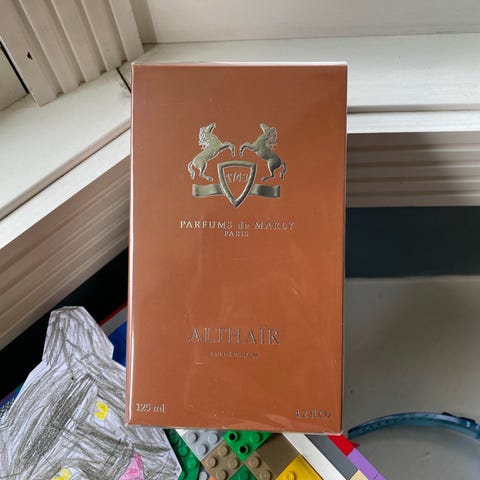 1743
PARFUMS de MARLY
PARIS
ALTHAÏR
EAU DE PARFUM
125 ml
4.2 fl.Oz